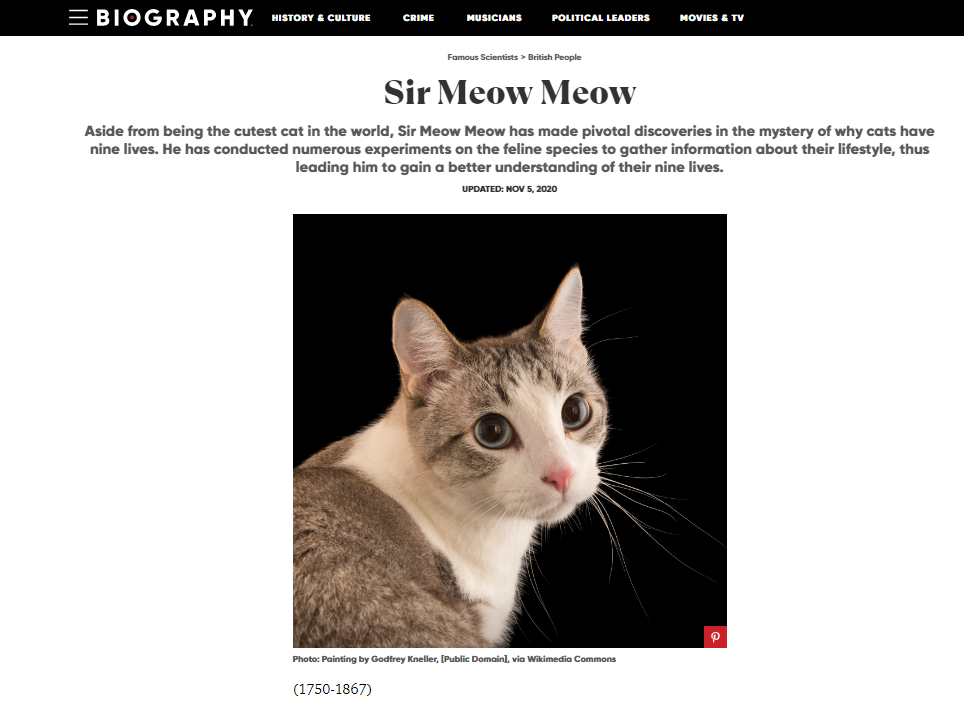 BIOGRAPHY HISTORY & CULTURE CRIME MUSICIANS POLITICAL LEADERS MOVIES & TV
Famous Scientists > British People
Sir Meow Meow
Aside from being the cutest cat in the world, Sir Meow Meow has made pivotal discoveries in the mystery of why cats have
nine lives. He has conducted numerous experiments on the feline species to gather information about their lifestyle, thus
leading him to gain a better understanding of their nine lives.
UPDATED: NOV 5, 2020
Photo: Painting by Godfrey Kneller, [Public Domain], via Wikimedia Commons
(1750-1867)